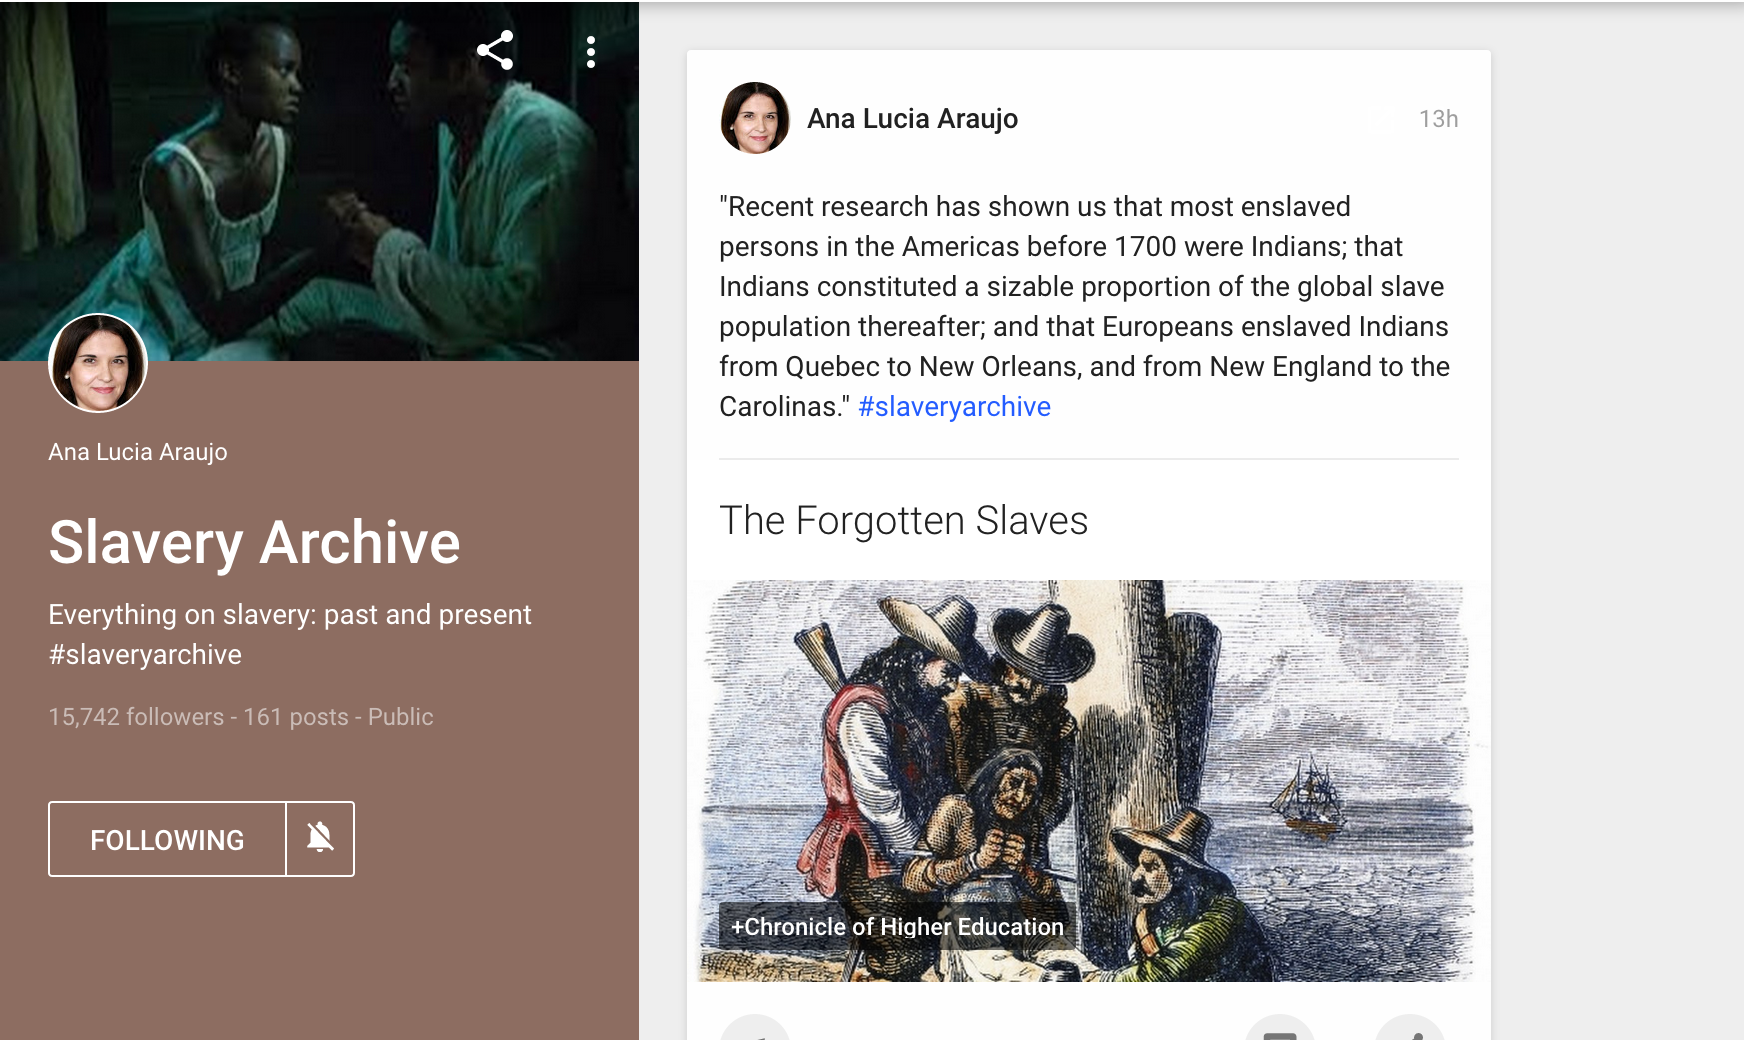 Ana Lucia Araujo
Slavery Archive
Everything on slavery: past and present
#slaveryarchive
15,742 followers - 161 posts - Public
FOLLOWING
Ana Lucia Araujo
13h
"Recent research has shown us that most enslaved
persons in the Americas before 1700 were Indians; that
Indians constituted a sizable proportion of the global slave
population thereafter; and that Europeans enslaved Indians
from Quebec to New Orleans, and from New England to the
Carolinas." #slaveryarchive
The Forgotten Slaves
+Chronicle of Higher Education